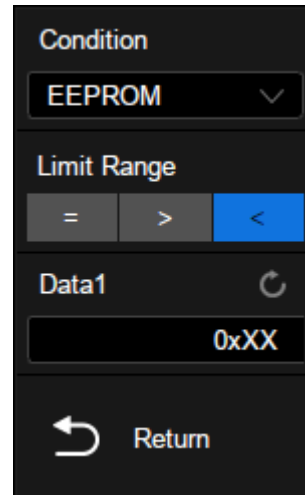 Condition
EEPROM
Limit Range
= > <
Data1
0xXX
Return